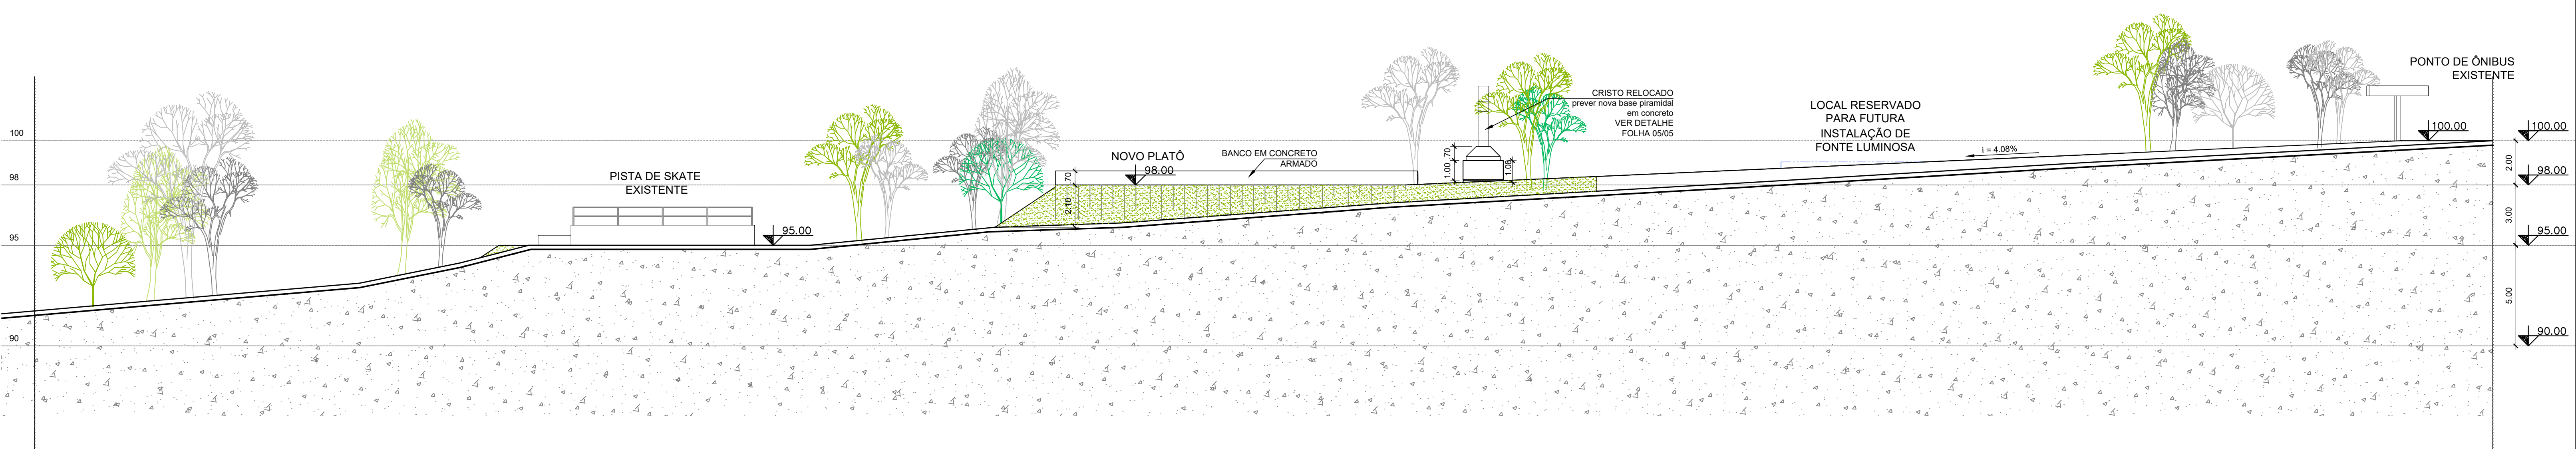 100
98
95
90
PISTA DE SKATE
EXISTENTE
95.00
NOVO PLATÔ
98.00
.70
2.10
BANCO EM CONCRETO
ARMADO
CRISTO RELOCADO
prever nova base piramidal
em concreto
VER DETALHE
FOLHA 05/05
.70
1.00
1.08
LOCAL RESERVADO
PARA FUTURA
INSTALAÇÃO DE
FONTE LUMINOSA
i = 4.08%
PONTO DE ÔNIBUS
EXISTENTE
100.00
100.00
2.00
98.00
3.00
95.00
5.00
90.00